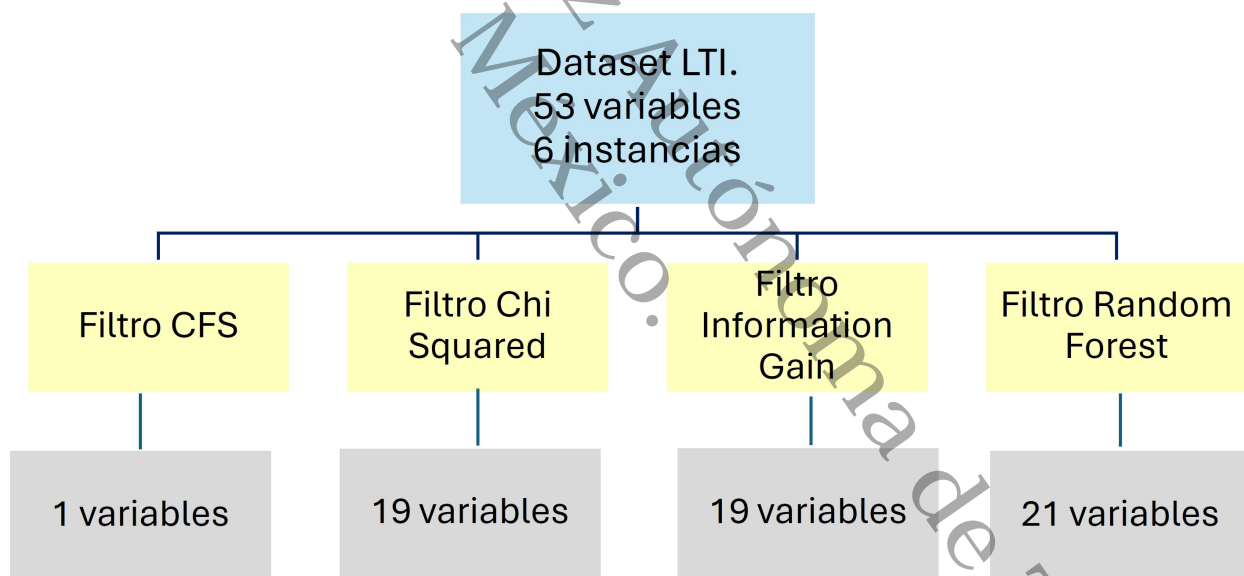 Dataset LTI.
53 variables
6 instancias
Filtro CFS
Filtro Chi
Squared
Filtro
Information
Gain
Filtro Random
Forest
1 variables
19 variables
19 variables
21 variables
Autónoma de
México.